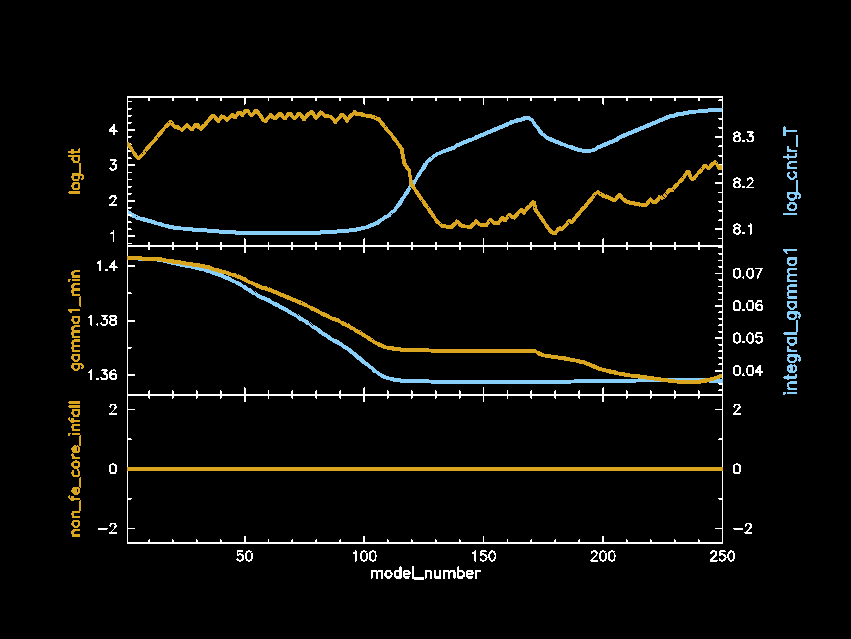 log_dt
4
3
2
1
8.3
8.2
8.1
log_cntr_T
gamma1_min
1.4
1.38
1.36
0.07
0.06
0.05
0.04
integral_gamma1
non_fe_core_infall
2
0
−2
2
0
−2
50 100 150 200 250
model_number